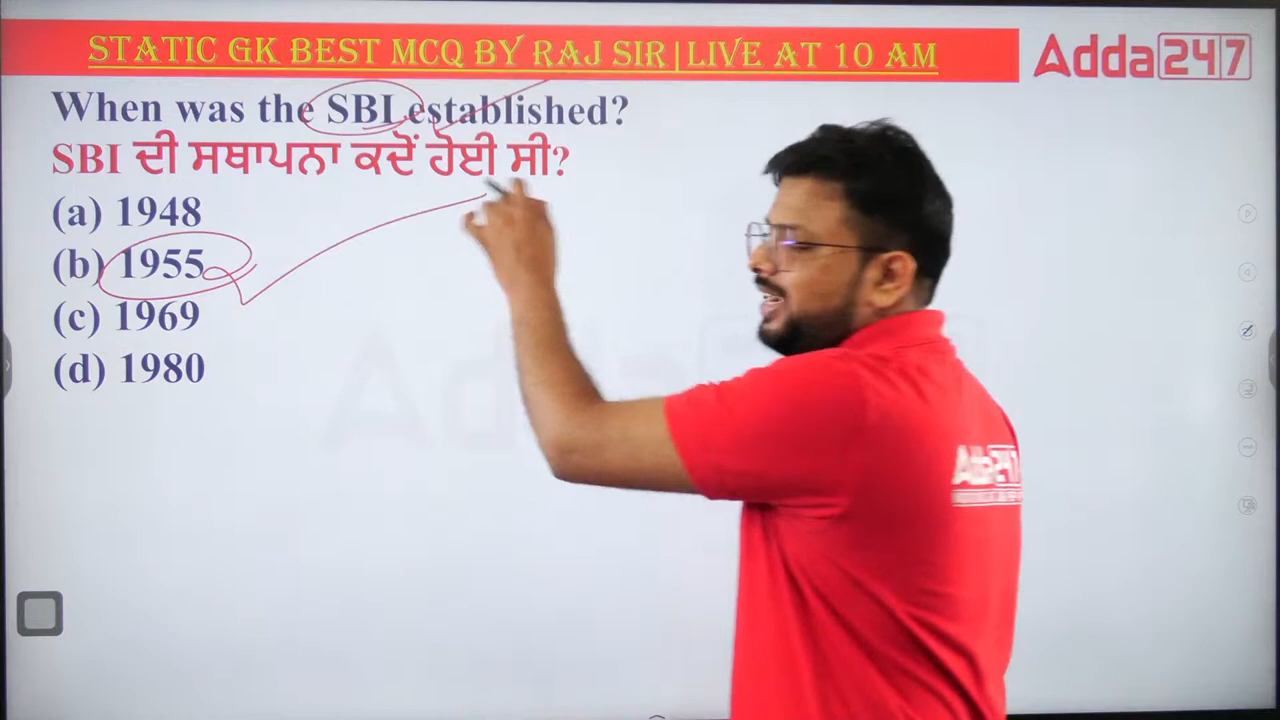 STATIC GK BEST MCQ BY RAJ SIR|LIVE AT 10 AM
Adda247
When was the SBI established?
SBI ਦੀ ਸਥਾਪਨਾ ਕਦੋਂ ਹੋਈ ਸੀ?
(a) 1948
(b) 1955
(c) 1969
(d) 1980
Adda247